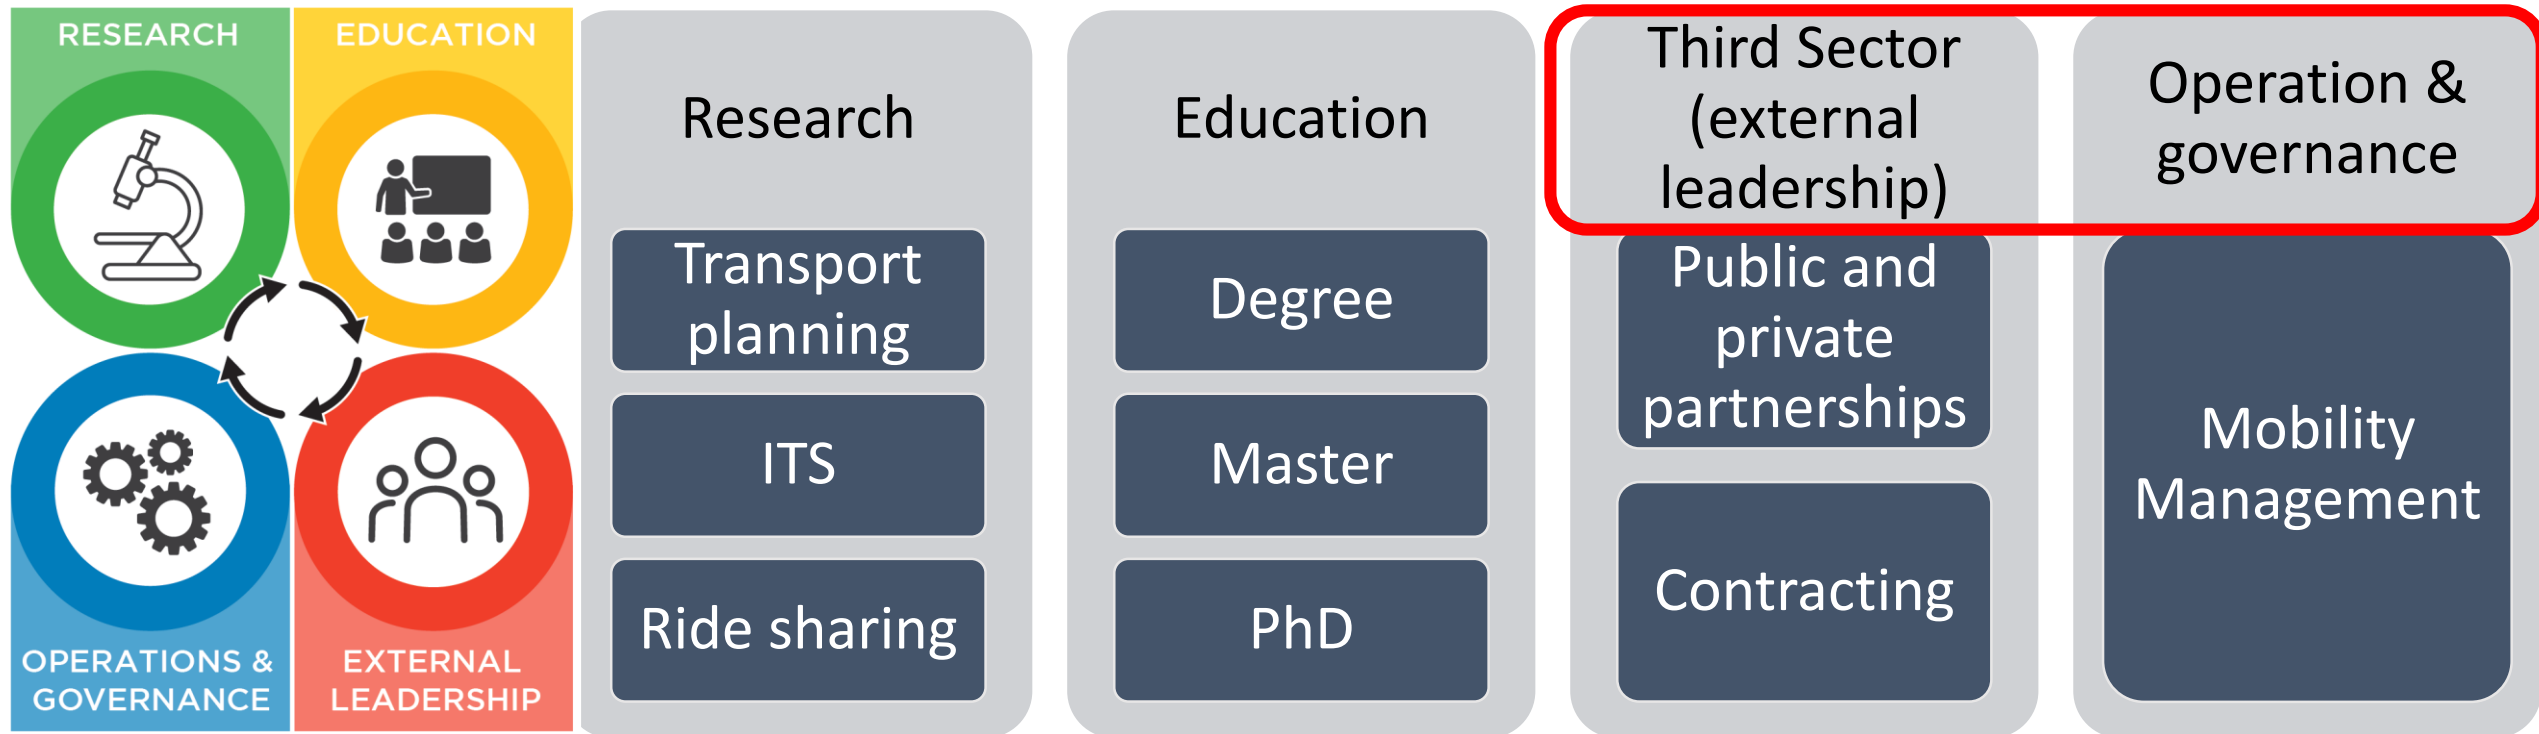 RESEARCH
EDUCATION
OPERATIONS &
GOVERNANCE
EXTERNAL
LEADERSHIP
Research
Transport
planning
ITS
Ride sharing
Education
Degree
Master
PhD
Third Sector
(external
leadership)
Public and
private
partnerships
Contracting
Operation &
governance
Mobility
Management